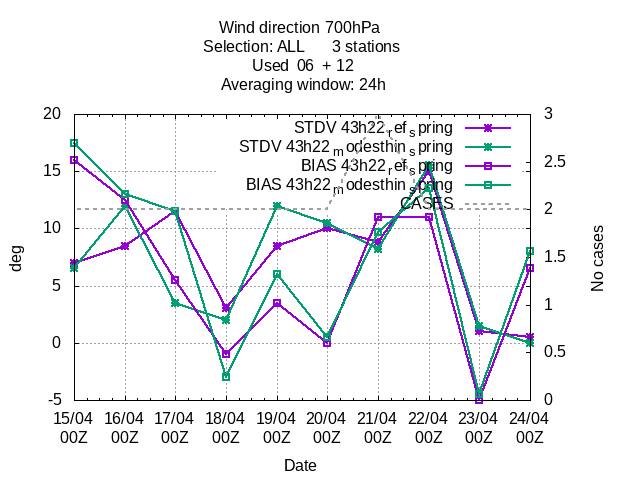 Wind direction 700hPa
Selection: ALL 3 stations
Used 06 + 12
Averaging window: 24h
20
15
10
5
0
-5
3
2.5
2
1.5
1
0.5
0
STDV 43h22_ref_spring
STDV 43h22_modesthin_spring
BIAS 43h22_ref_spring
BIAS 43h22_modesthin_spring
CASES
deg
No cases
15/04 16/04 17/04 18/04 19/04 20/04 21/04 22/04 23/04 24/04
00Z 00Z 00Z 00Z 00Z 00Z 00Z 00Z 00Z 00Z
Date